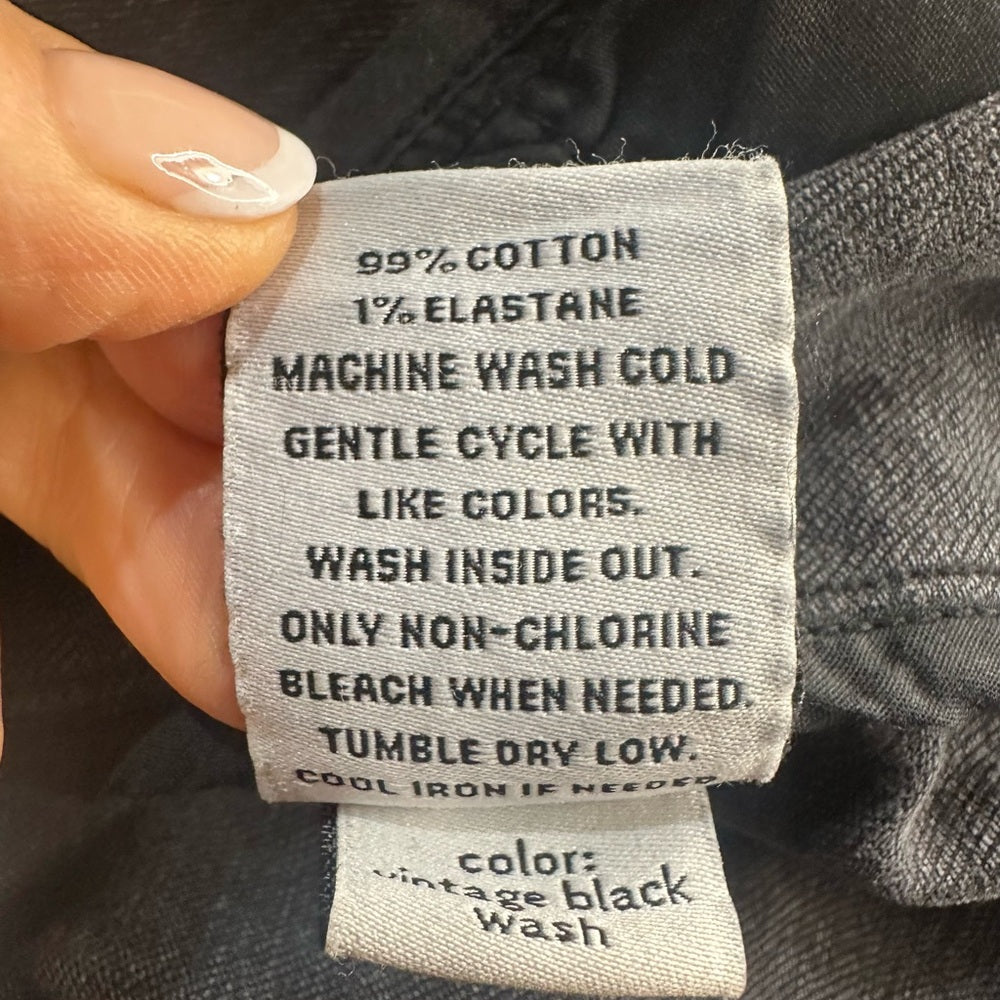 99% COTTON
1% ELASTANE
MACHINE WASH COLD
GENTLE CYCLE WITH
LIKE COLORS.
WASH INSIDE OUT.
ONLY NON-CHLORINE
BLEACH WHEN NEEDED.
TUMBLE DRY LOW.
COOL IRON IF NEEDED
color:
vintage black
wash